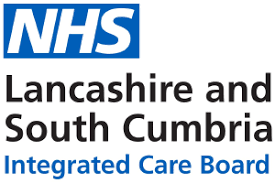 NHS
Lancashire and
South Cumbria
Integrated Care Board